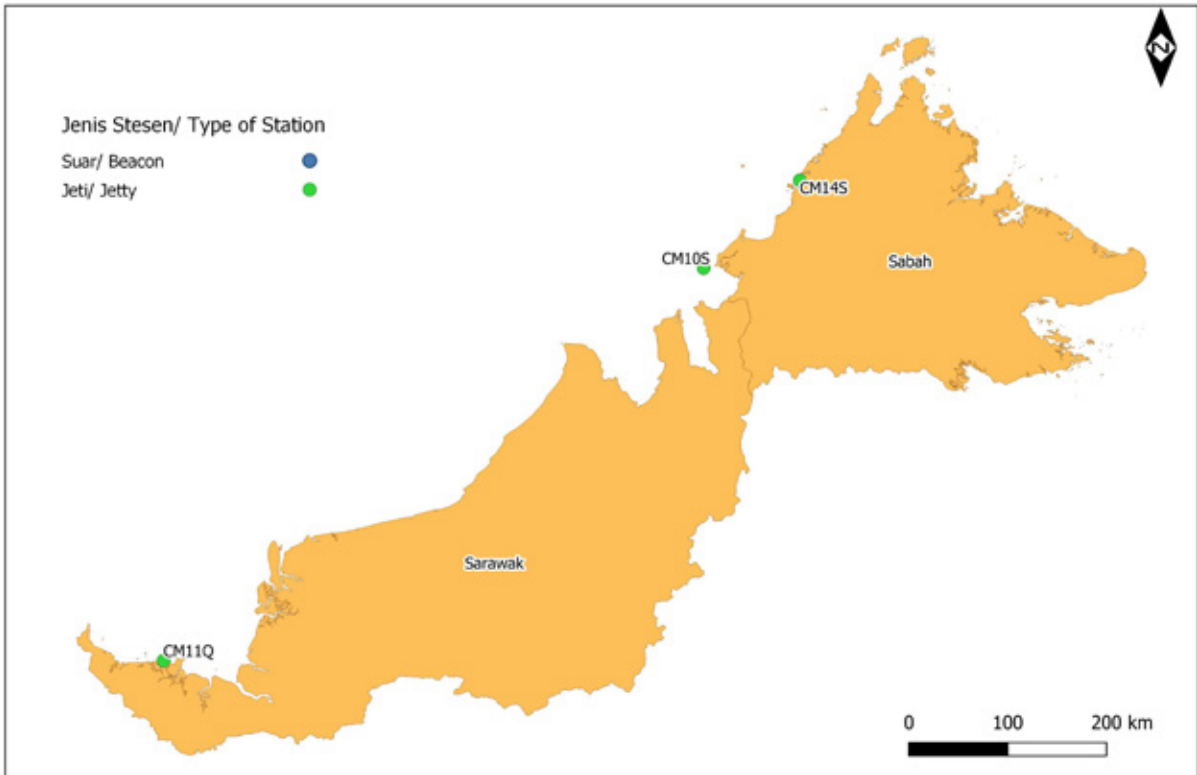 N
Jenis Stesen/ Type of Station
Suar/ Beacon
Jeti/ Jetty
CM14S
CM10S
Sabah
Sarawak
CM11Q
0 100 200 km